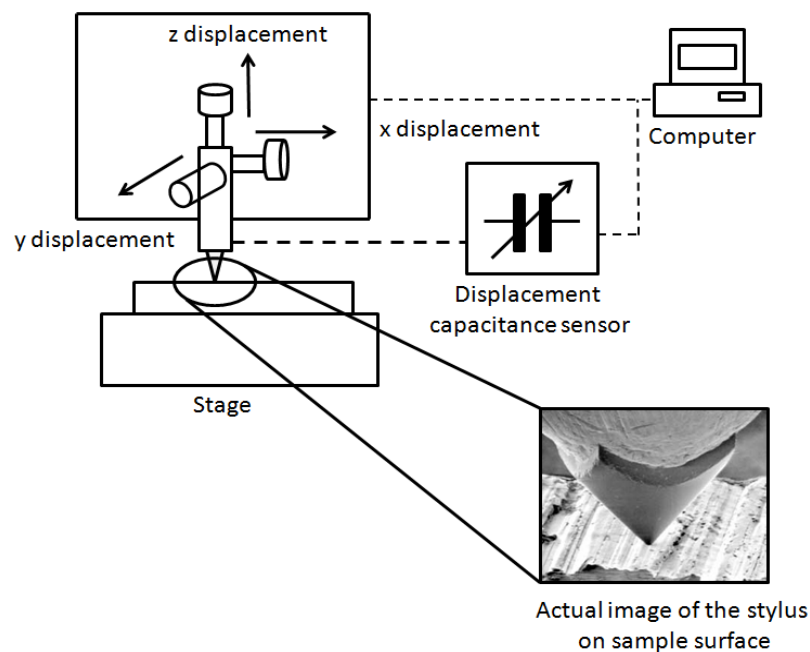 z displacement
x displacement
Computer
y displacement
Displacement
capacitance sensor
Stage
Actual image of the stylus
on sample surface